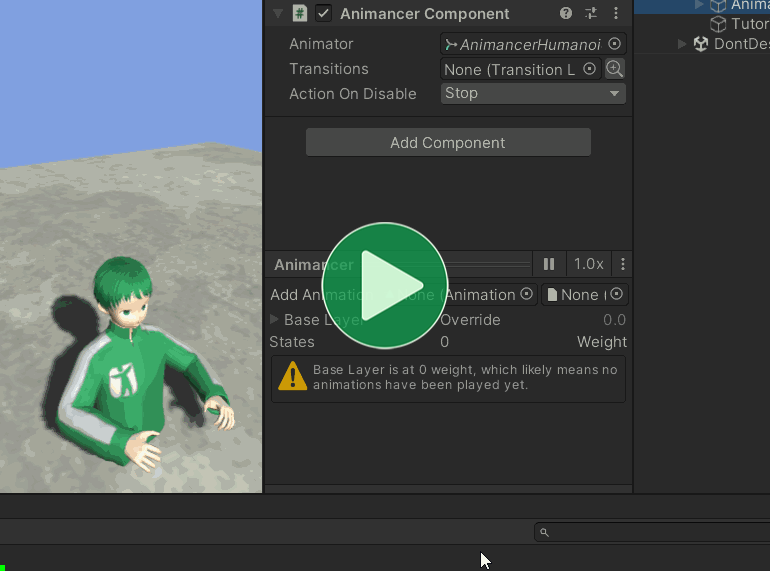 Animancer Component
Anima
Tutor
DontDes
Animator
AnimancerHumanoi
Transitions
None (Transition L
Action On Disable
Stop
Add Component
Animancer
1.0x
Add Animation
None (Animation
None (
Base Layer
Override
0.0
States
0
Weight
Base Layer is at 0 weight, which likely means no
animations have been played yet.